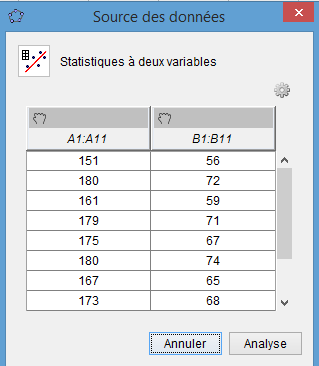 Source des données
Statistiques à deux variables
A1:A11 B1:B11
151 56
180 72
161 59
179 71
175 67
180 74
167 65
173 68
Annuler Analyse